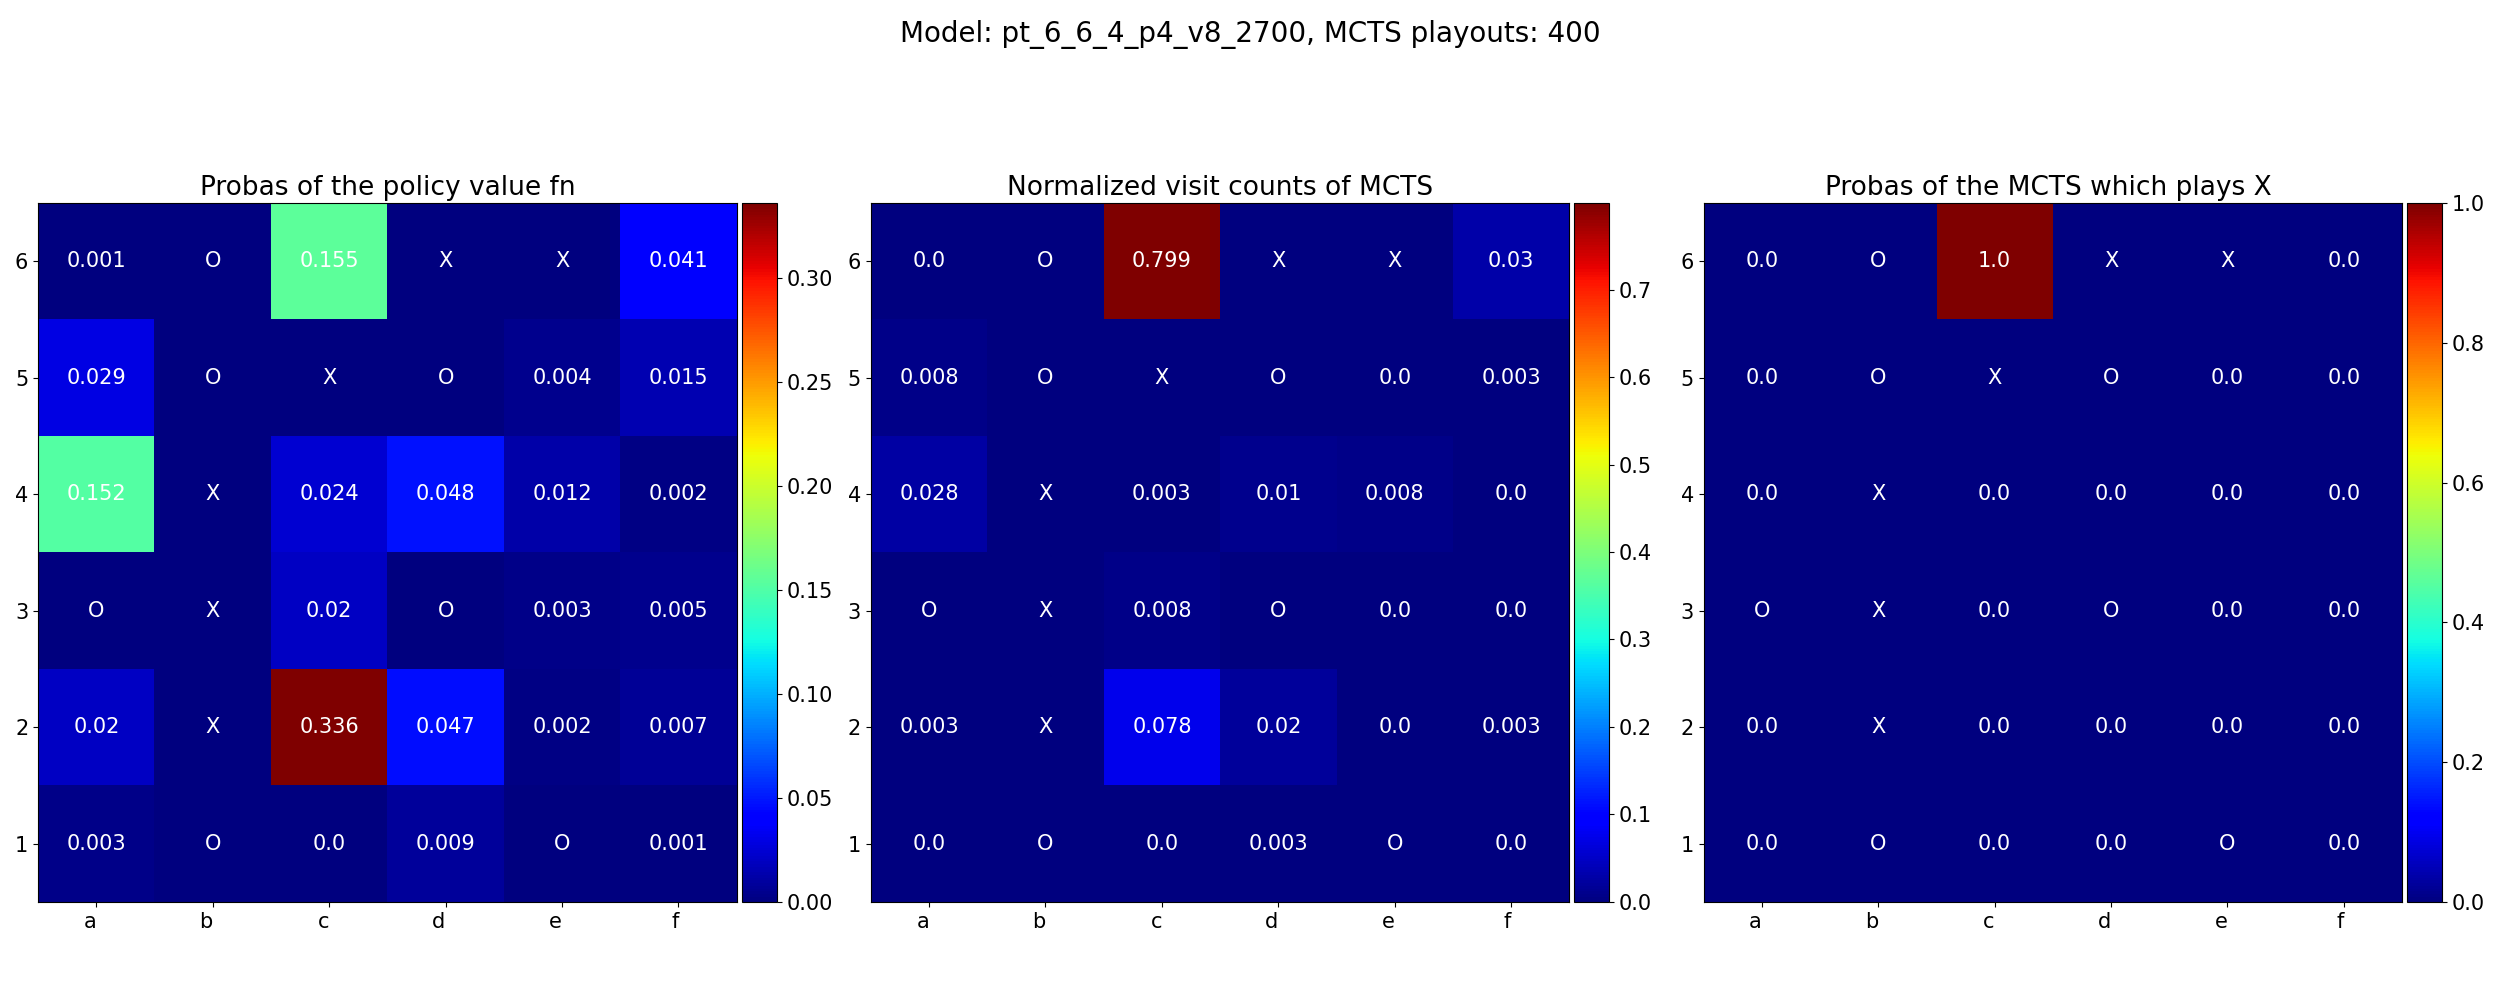 Model: pt_6_6_4_p4_v8_2700, MCTS playouts: 400
Probas of the policy value fn
6 0.001 O 0.155 X X 0.041
5 0.029 O X O 0.004 0.015
4 0.152 X 0.024 0.048 0.012 0.002
3 O X 0.02 O 0.003 0.005
2 0.02 X 0.336 0.047 0.002 0.007
1 0.003 O 0.0 0.009 O 0.001
a b c d e f
0.30
0.25
0.20
0.15
0.10
0.05
0.00
Normalized visit counts of MCTS
6 0.0 O 0.799 X X 0.03
5 0.008 O X O 0.0 0.003
4 0.028 X 0.003 0.01 0.008 0.0
3 O X 0.008 O 0.0 0.0
2 0.003 X 0.078 0.02 0.0 0.003
1 0.0 O 0.0 0.003 O 0.0
a b c d e f
0.7
0.6
0.5
0.4
0.3
0.2
0.1
0.0
Probas of the MCTS which plays X
6 0.0 O 1.0 X X 0.0
5 0.0 O X O 0.0 0.0
4 0.0 X 0.0 0.0 0.0 0.0
3 O X 0.0 O 0.0 0.0
2 0.0 X 0.0 0.0 0.0 0.0
1 0.0 O 0.0 0.0 O 0.0
a b c d e f
1.0
0.8
0.6
0.4
0.2
0.0